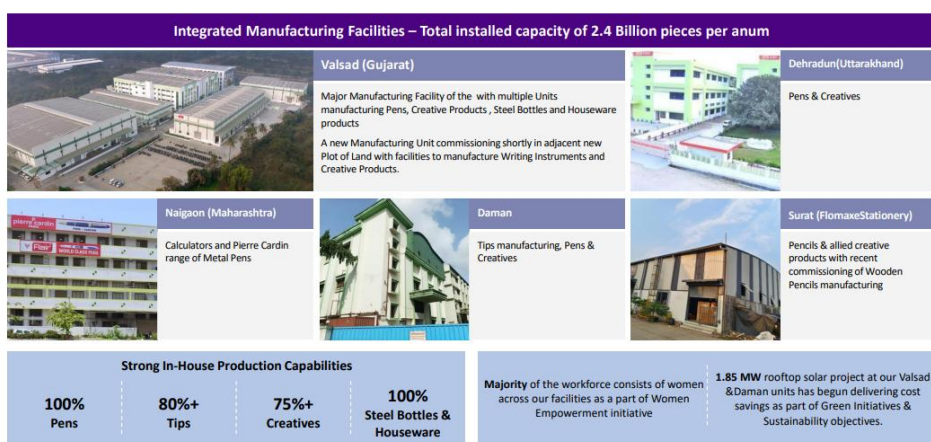 Integrated Manufacturing Facilities – Total installed capacity of 2.4 Billion pieces per anum
Valsad (Gujarat)
Major Manufacturing Facility of the with multiple Units
manufacturing Pens, Creative Products , Steel Bottles and Houseware
products
A new Manufacturing Unit commissioning shortly in adjacent new
Plot of Land with facilities to manufacture Writing Instruments and
Creative Products.
Dehradun(Uttarakhand)
Pens & Creatives
pierre cardin
Flair
WORLD CLASS PENS
Naigaon (Maharashtra)
Calculators and Pierre Cardin
range of Metal Pens
Daman
Tips manufacturing, Pens &
Creatives
Surat (FlomaxeStationery)
Pencils & allied creative
products with recent
commissioning of Wooden
Pencils manufacturing
Strong In-House Production Capabilities
100%
Pens
80%+
Tips
75%+
Creatives
100%
Steel Bottles &
Houseware
Majority of the workforce consists of women
across our facilities as a part of Women
Empowerment initiative
1.85 MW rooftop solar project at our Valsad
&Daman units has begun delivering cost
savings as part of Green Initiatives &
Sustainability objectives.